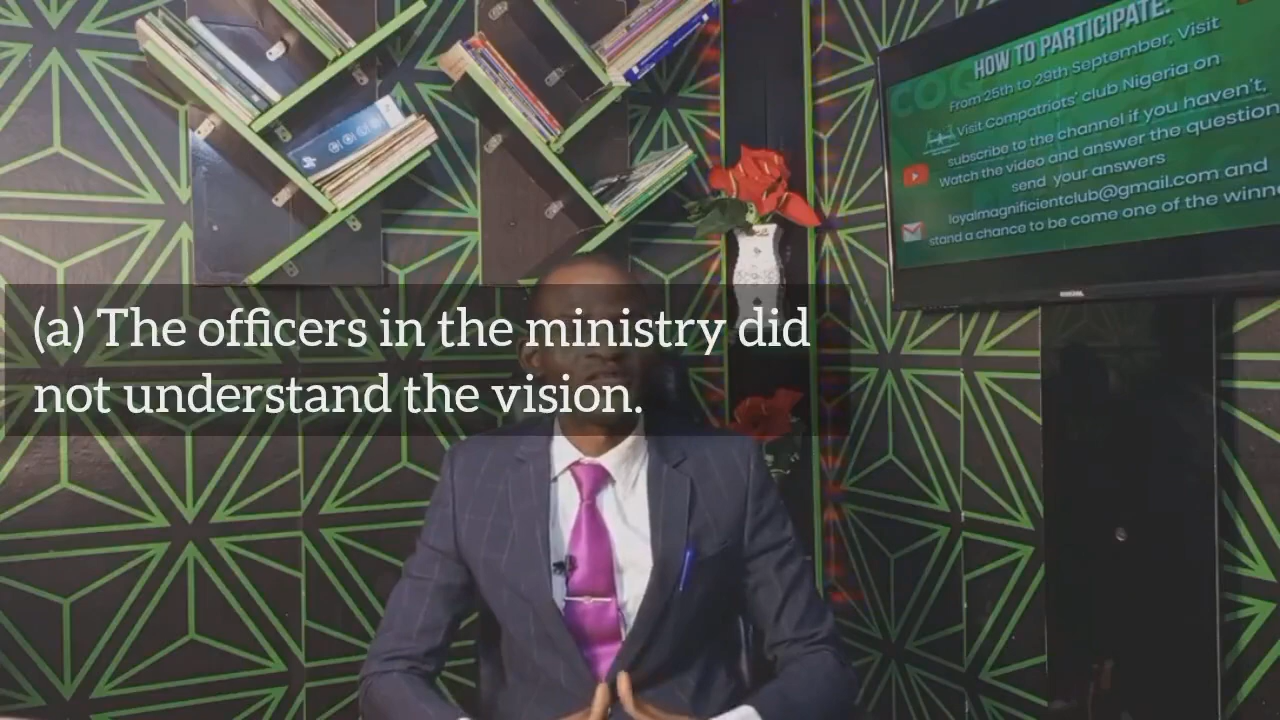 HOW TO PARTICIPATE:
From 25th to 29th September, Visit
Visit Compatriots' club Nigeria on
subscribe to the channel if you haven't,
Watch the video and answer the question
send your answers
loyalmagnificientclub@gmail.com and
stand a chance to be come one of the winn
(a) The officers in the ministry did
not understand the vision.